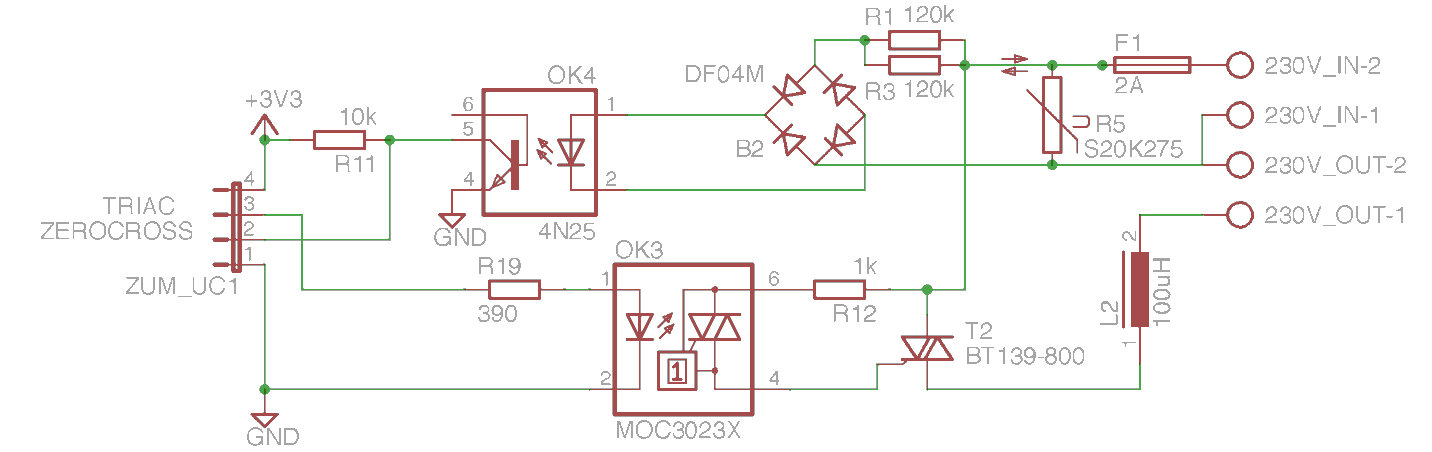 R1 120k
F1
230V_IN-2
DF04M
R3 120k
2A
OK4
+3V3
6
1
10k
5
230V_IN-1
R5
B2
S20K275
R11
4
2
230V_OUT-2
4
3
TRIAC
ZEROCROSS
2
GND
4N25
230V_OUT-1
1
OK3
2
ZUM_UC1
R19
1
6
1k
390
R12
100uH
L2
T2
BT139-800
1
1
2
4
GND
MOC3023X